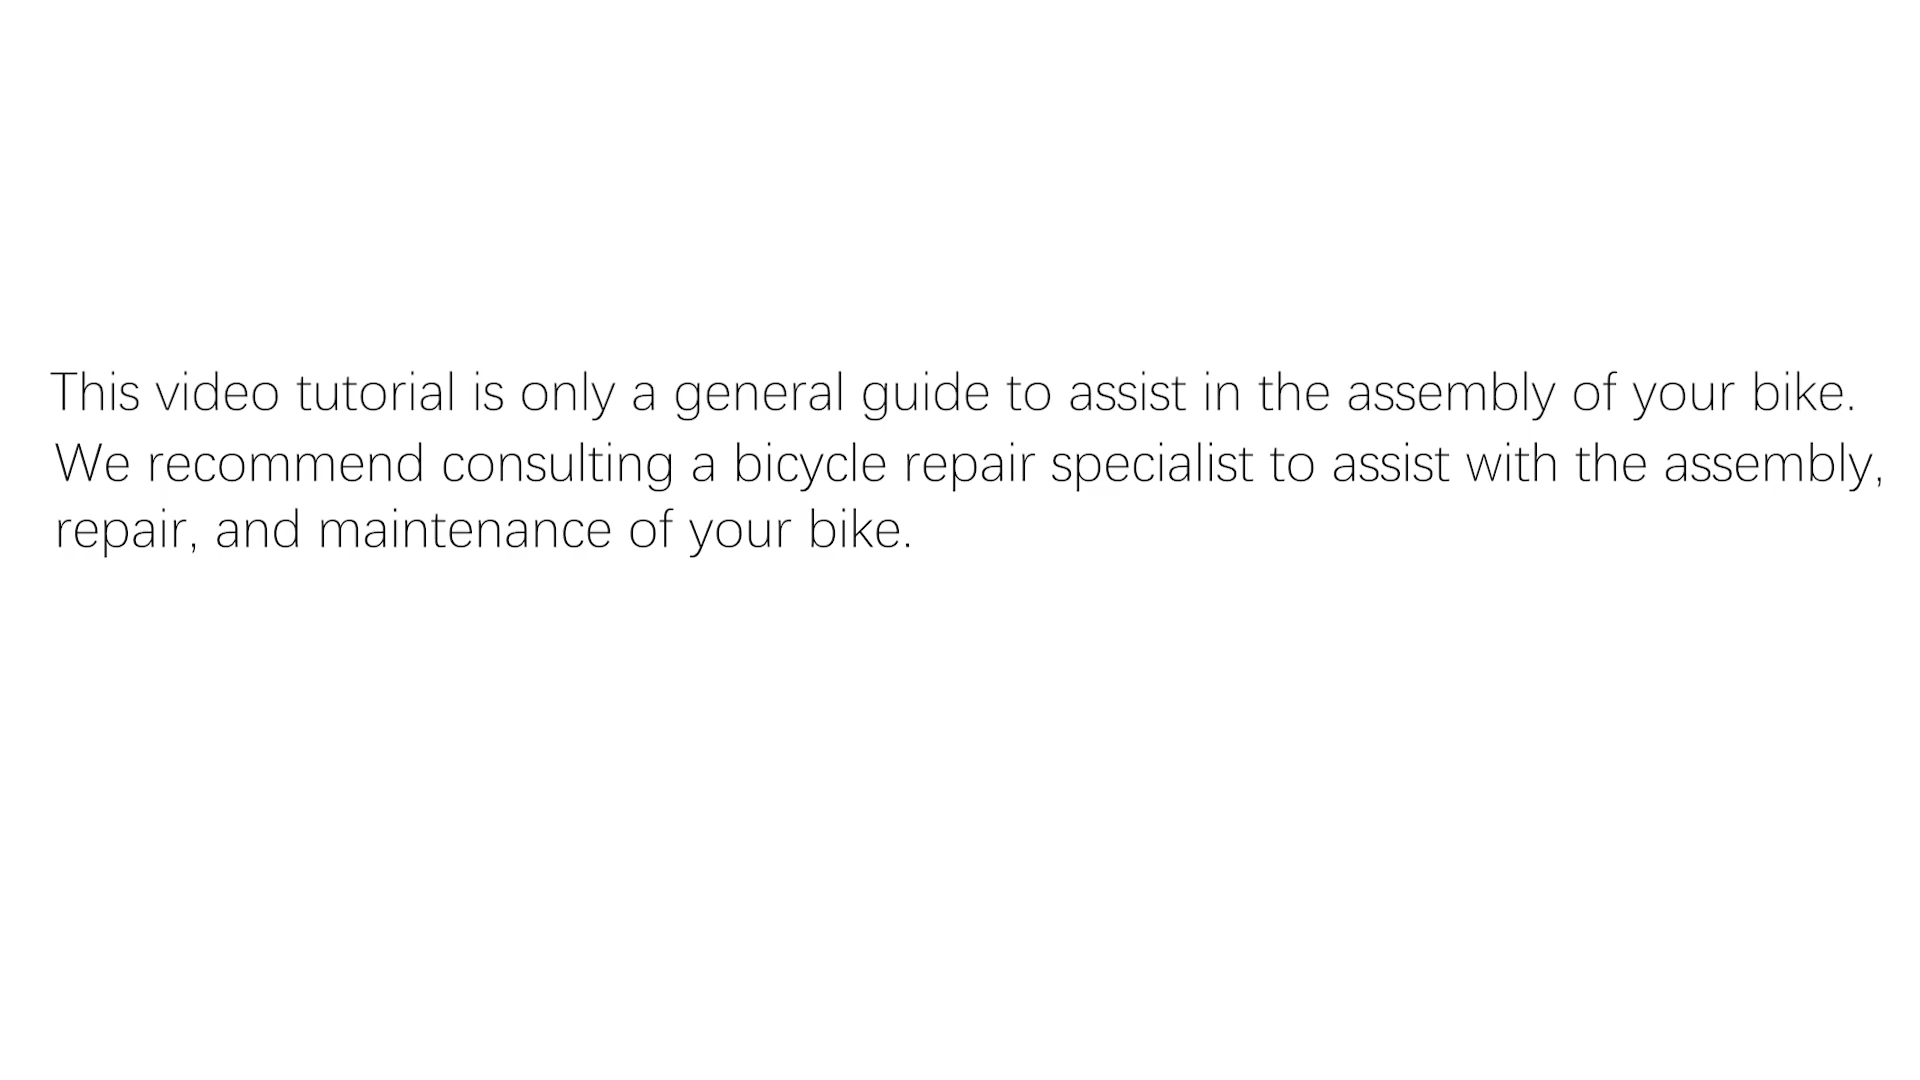 This video tutorial is only a general guide to assist in the assembly of your bike.
We recommend consulting a bicycle repair specialist to assist with the assembly,
repair, and maintenance of your bike.